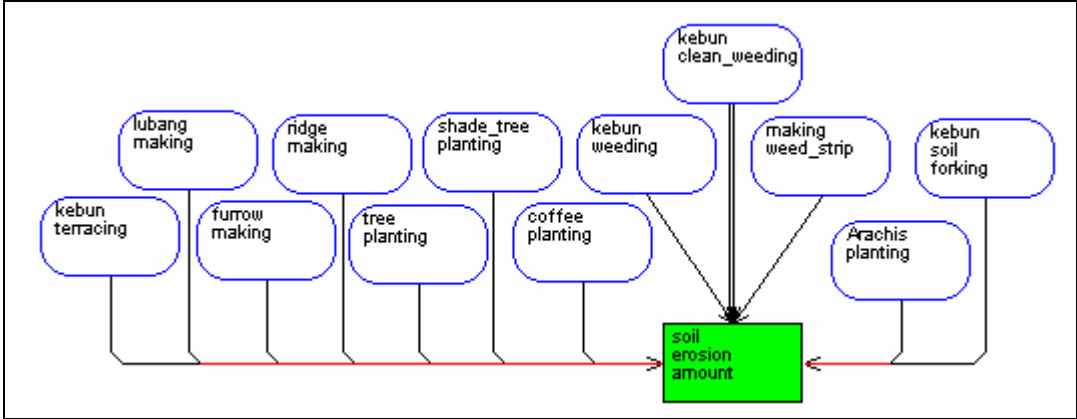 kebun
clean_weeding
lubang
making
ridge
making
shade_tree
planting
kebun
weeding
making
weed_strip
kebun
soil
forking
kebun
terracing
furrow
making
tree
planting
coffee
planting
Arachis
planting
soil
erosion
amount